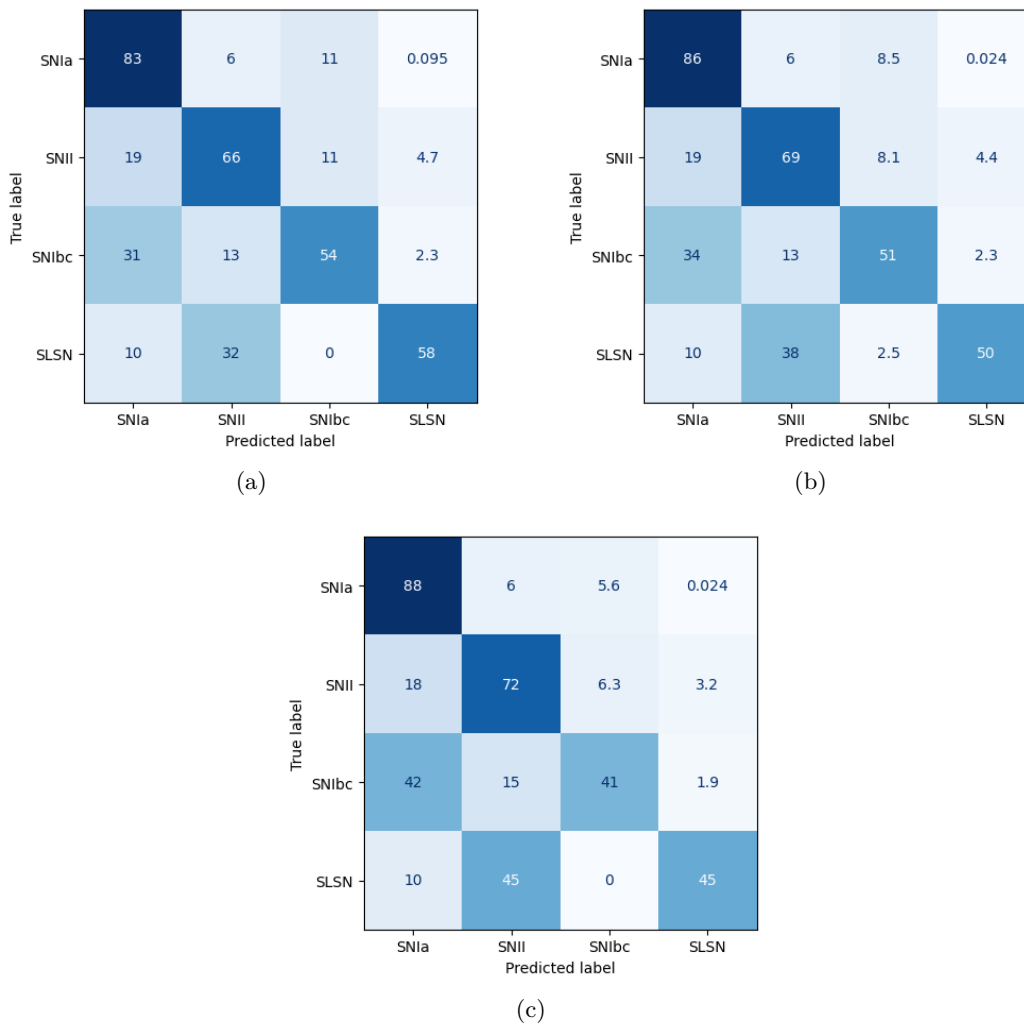 SNIa 83 6 11 0.095
SNII 19 66 11 4.7
SNIbc 31 13 54 2.3
SLSN 10 32 0 58
SNIa SNII SNIbc SLSN
Predicted label
True label
(a)
SNIa 86 6 8.5 0.024
SNII 19 69 8.1 4.4
SNIbc 34 13 51 2.3
SLSN 10 38 2.5 50
SNIa SNII SNIbc SLSN
Predicted label
True label
(b)
SNIa 88 6 5.6 0.024
SNII 18 72 6.3 3.2
SNIbc 42 15 41 1.9
SLSN 10 45 0 45
SNIa SNII SNIbc SLSN
Predicted label
True label
(c)